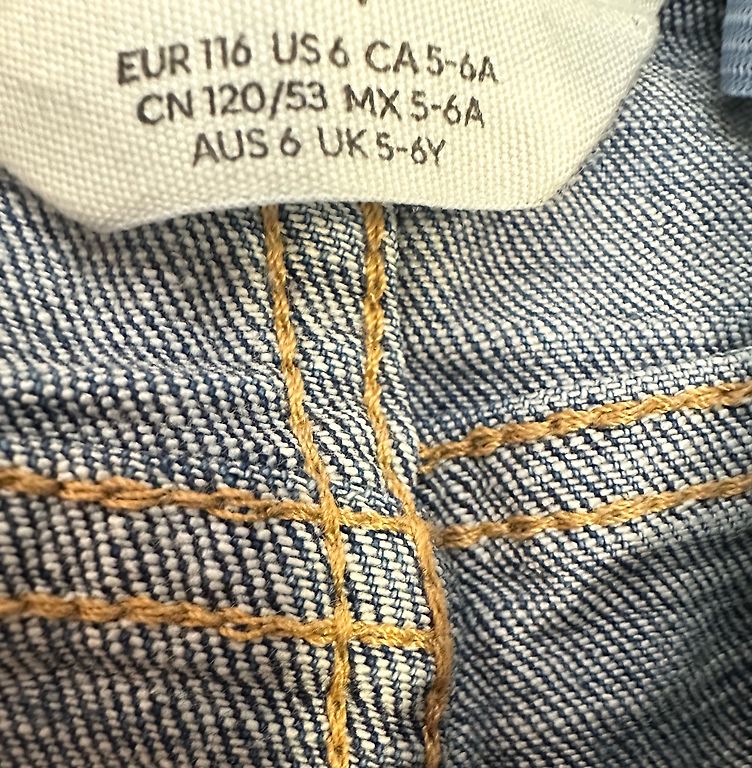 EUR 116 US 6 CA 5-6A
CN 120/53 MX 5-6A
AUS 6 UK 5-6Y